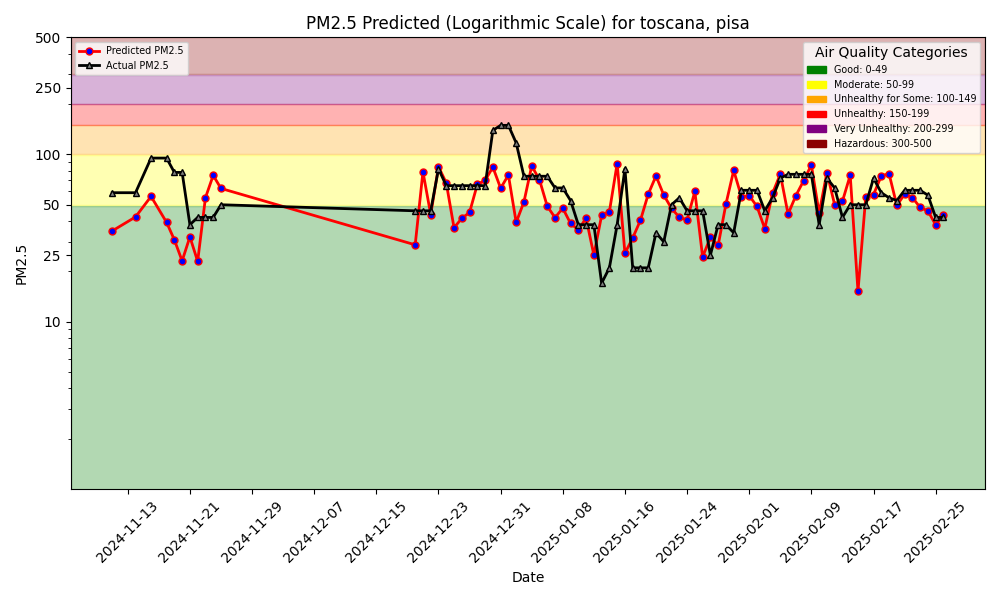 PM2.5 Predicted (Logarithmic Scale) for toscana, pisa
Predicted PM2.5
Actual PM2.5
Air Quality Categories
Good: 0-49
Moderate: 50-99
Unhealthy for Some: 100-149
Unhealthy: 150-199
Very Unhealthy: 200-299
Hazardous: 300-500
PM2.5
500
250
100
50
25
10
2024-11-13
2024-11-21
2024-11-29
2024-12-07
2024-12-15
2024-12-23
2024-12-31
2025-01-08
2025-01-16
2025-01-24
2025-02-01
2025-02-09
2025-02-17
2025-02-25
Date